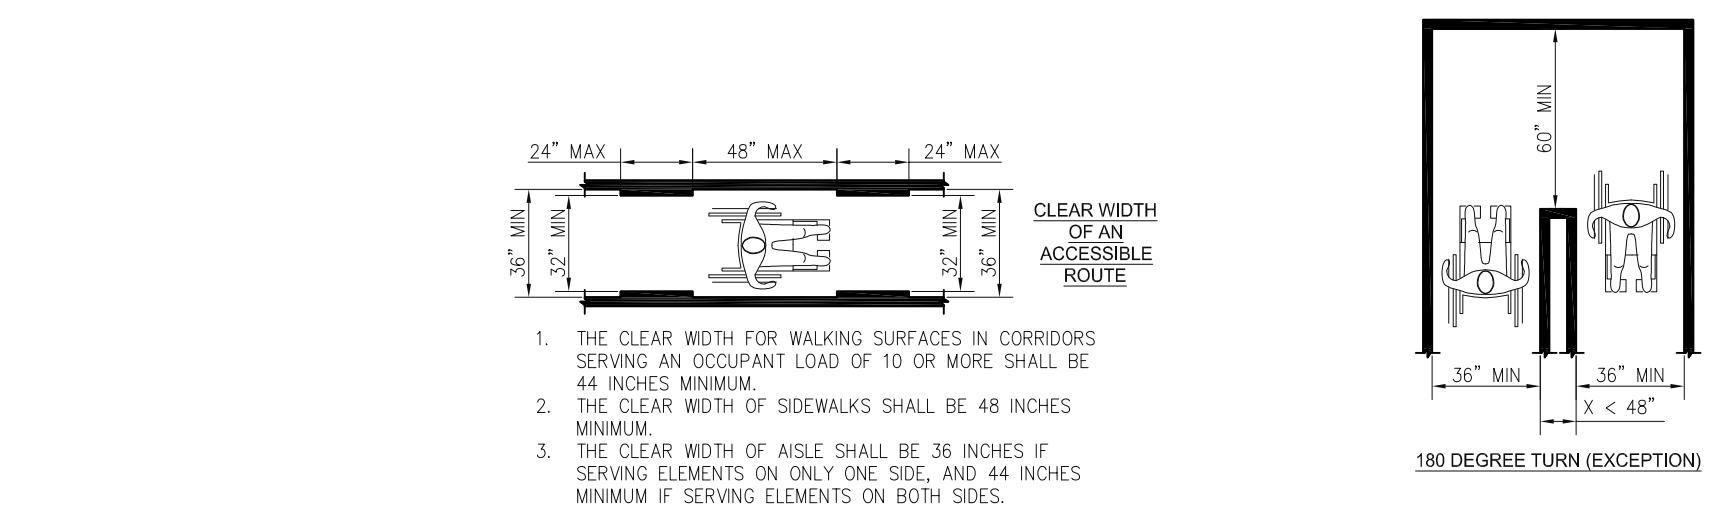 24” MAX
48” MAX
24” MAX
36” MIN
32” MIN
32” MIN
36” MIN
CLEAR WIDTH
OF AN
ACCESSIBLE
ROUTE
1. THE CLEAR WIDTH FOR WALKING SURFACES IN CORRIDORS
SERVING AN OCCUPANT LOAD OF 10 OR MORE SHALL BE
44 INCHES MINIMUM.
2. THE CLEAR WIDTH OF SIDEWALKS SHALL BE 48 INCHES
MINIMUM.
3. THE CLEAR WIDTH OF AISLE SHALL BE 36 INCHES IF
SERVING ELEMENTS ON ONLY ONE SIDE, AND 44 INCHES
MINIMUM IF SERVING ELEMENTS ON BOTH SIDES.
60” MIN
36” MIN
36” MIN
X < 48”
180 DEGREE TURN (EXCEPTION)